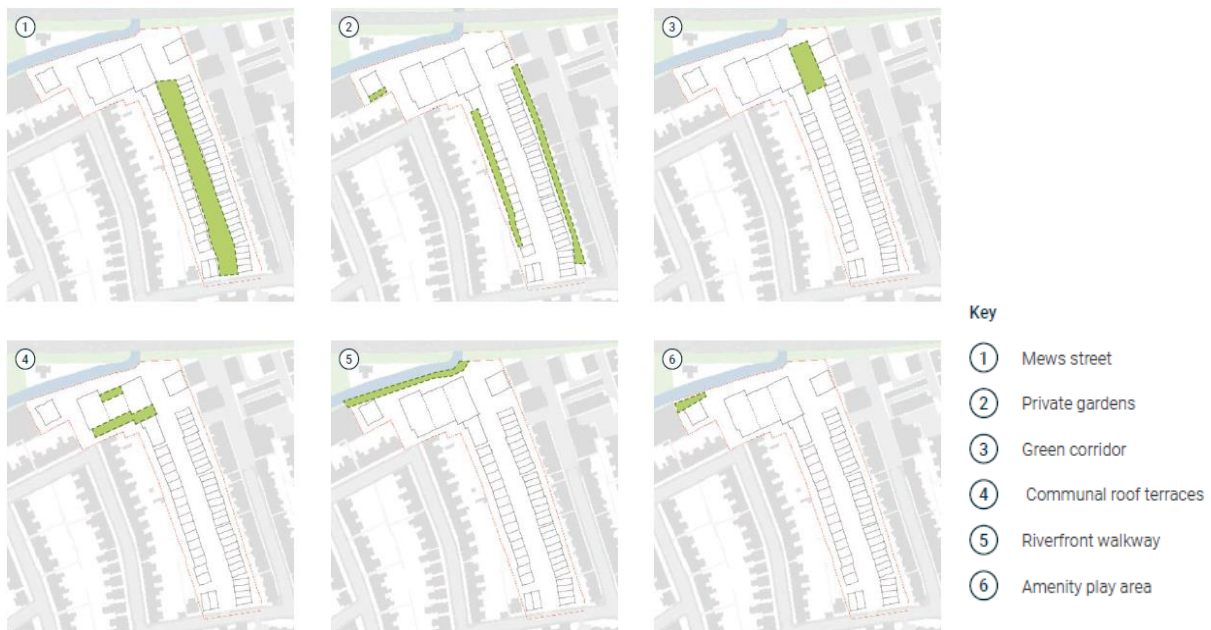 1
2
3
4
5
6
Key
1 Mews street
2 Private gardens
3 Green corridor
4 Communal roof terraces
5 Riverfront walkway
6 Amenity play area